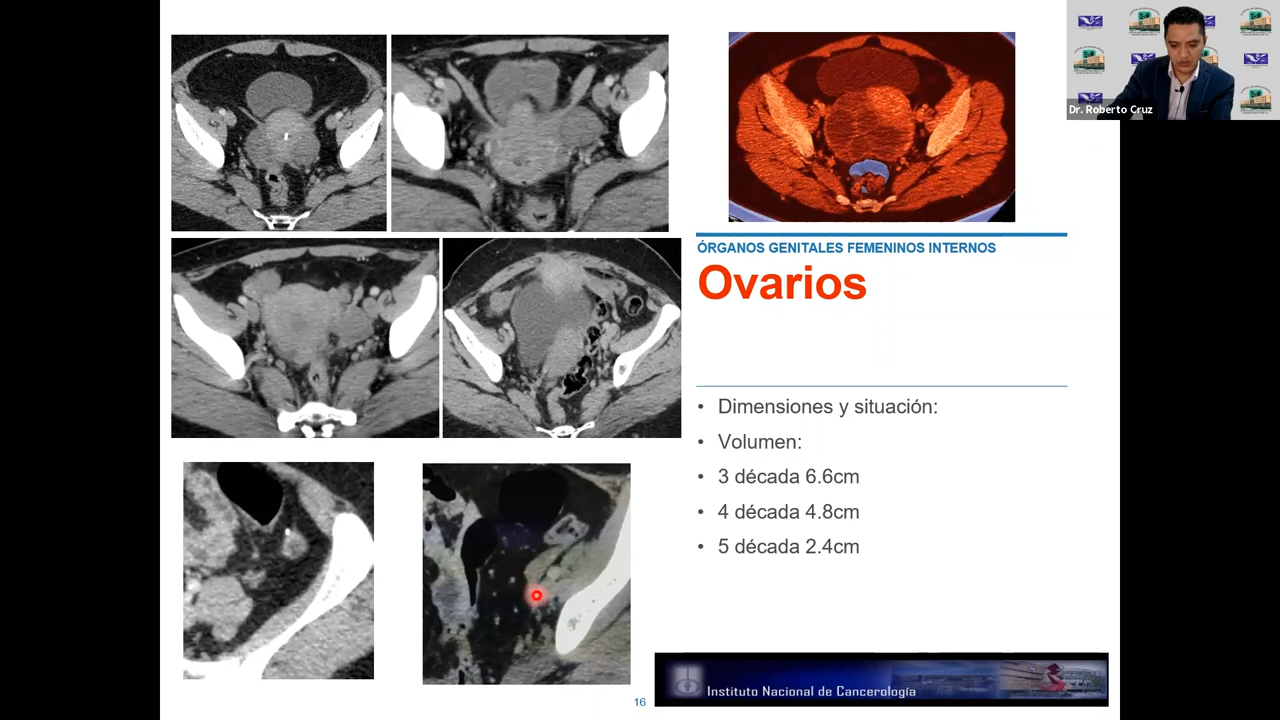 Dr. Roberto Cruz
ÓRGANOS GENITALES FEMENINOS INTERNOS
Ovarios
• Dimensiones y situación:
• Volumen:
• 3 década 6.6cm
• 4 década 4.8cm
• 5 década 2.4cm
Instituto Nacional de Cancerología
16